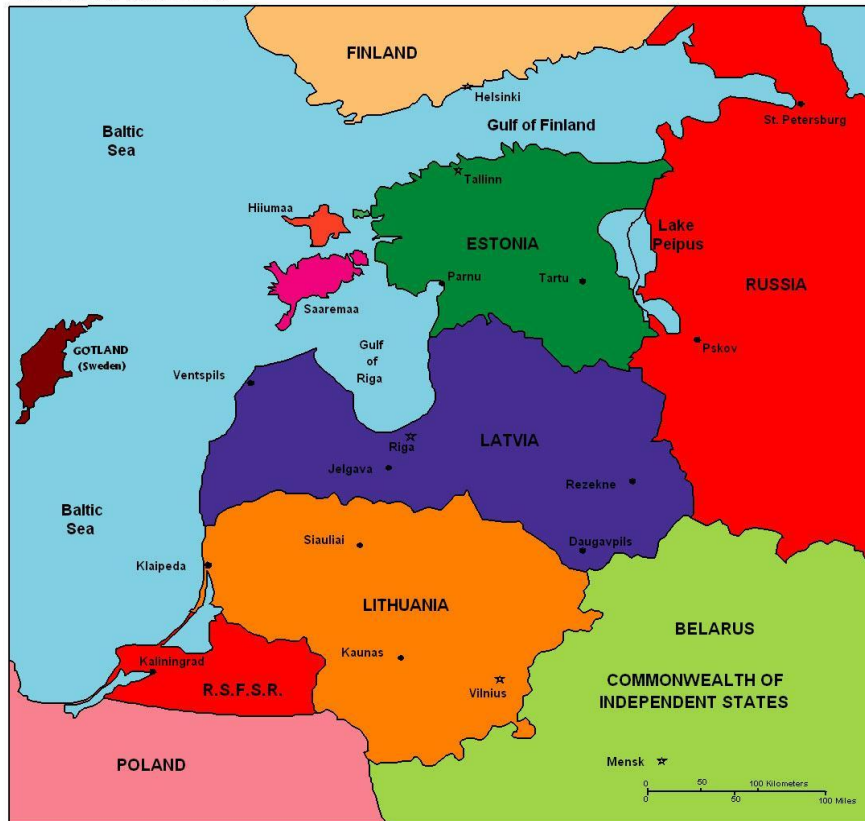 FINLAND
Helsinki
Baltic
Sea
Gulf of Finland
St. Petersburg
Tallinn
Hiiumaa
ESTONIA
Lake
Peipus
Parnu
Tartu
RUSSIA
Saaremaa
GOTLAND
(Sweden)
Gulf
of
Riga
Pskov
Ventspils
Riga
LATVIA
Jelgava
Rezekne
Baltic
Sea
Siauliai
Daugavpils
Klaipeda
LITHUANIA
BELARUS
Kaunas
Kaliningrad
R.S.F.S.R.
Vilnius
COMMONWEALTH OF
INDEPENDENT STATES
POLAND
Mensk
0 50 100 Kilometers
0 50 100 Miles